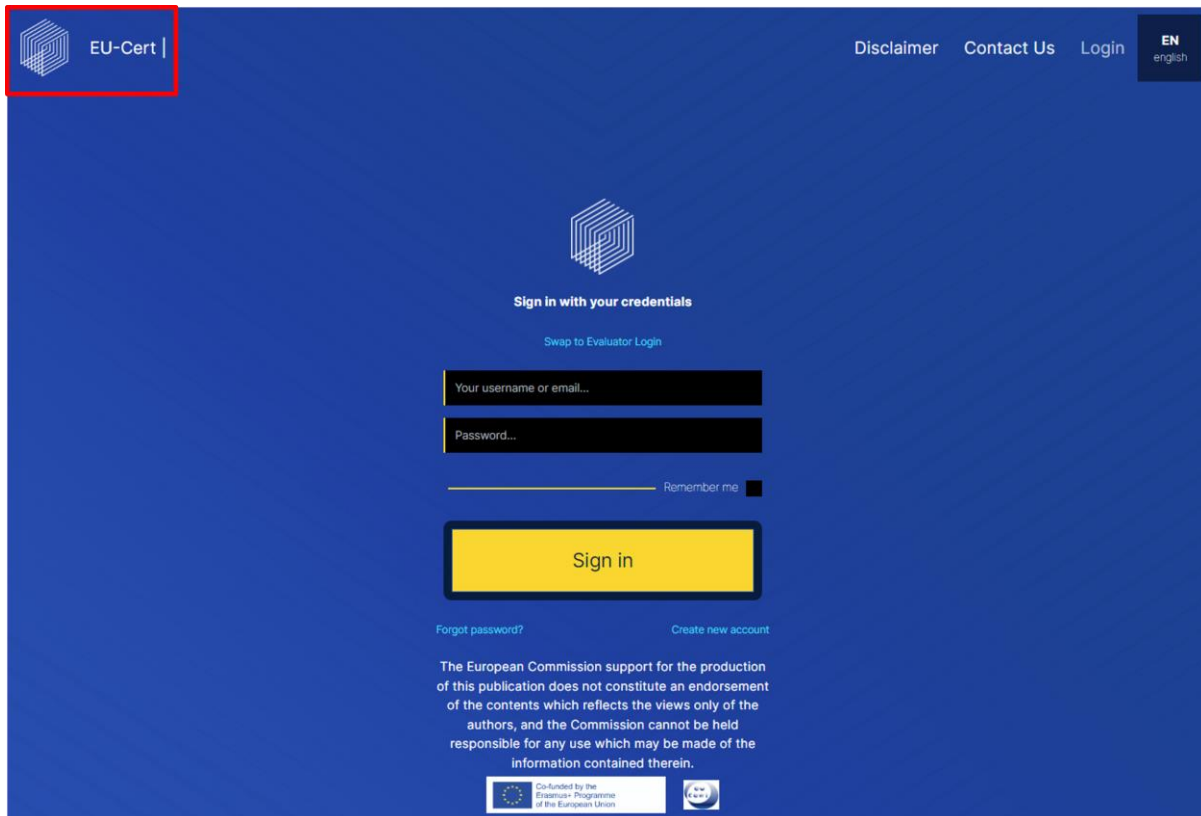 EU-Cert |
Disclaimer
Contact Us
Login
EN
english
Sign in with your credentials
Swap to Evaluator Login
Your username or email...
Password...
Remember me
Sign in
Forgot password?
Create new account
The European Commission support for the production
of this publication does not constitute an endorsement
of the contents which reflects the views only of the
authors, and the Commission cannot be held
responsible for any use which may be made of the
information contained therein.
Co-funded by the
Erasmus+ Programme
of the European Union